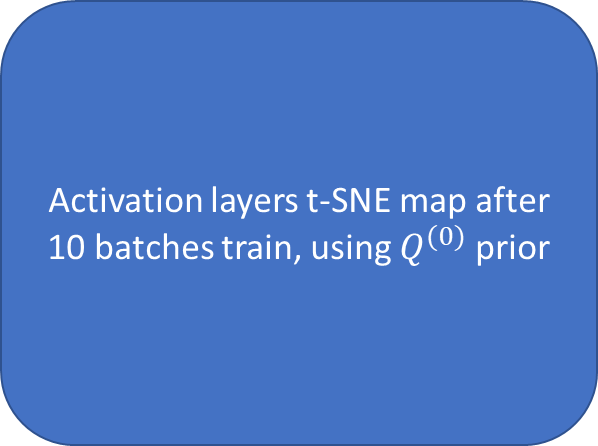 Activation layers t-SNE map after
10 batches train, using 𝑄⁽⁰⁾ prior